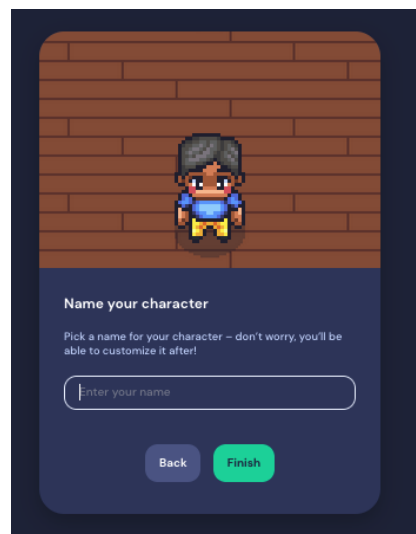 Name your character
Pick a name for your character – don't worry, you'll be
able to customize it after!
Enter your name
Back
Finish